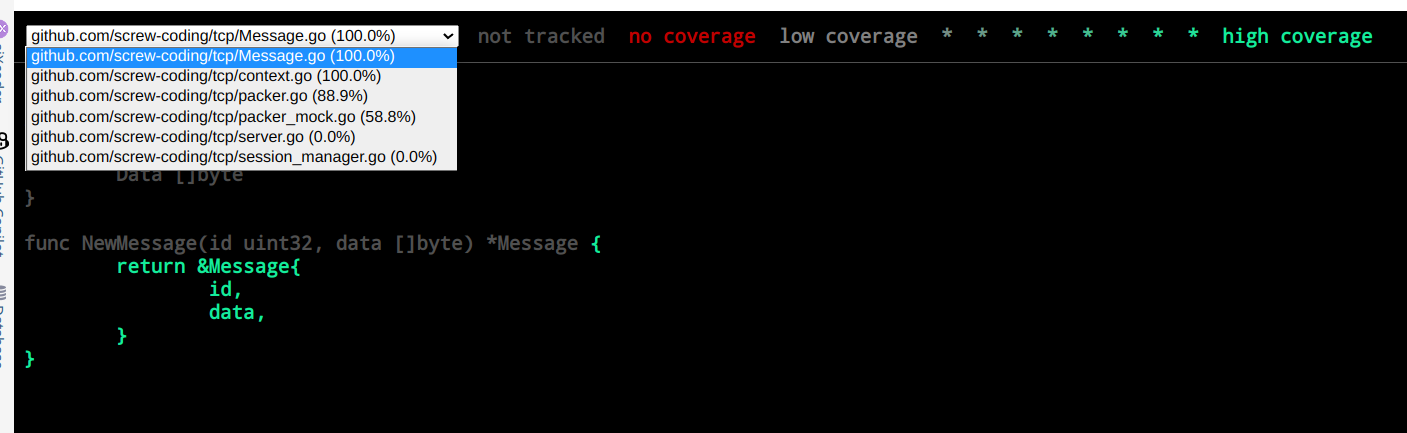 github.com/screw-coding/tcp/Message.go (100.0%) not tracked no coverage low coverage * * * * * * * * high coverage
github.com/screw-coding/tcp/Message.go (100.0%)
github.com/screw-coding/tcp/context.go (100.0%)
github.com/screw-coding/tcp/packer.go (88.9%)
github.com/screw-coding/tcp/packer_mock.go (58.8%)
github.com/screw-coding/tcp/server.go (0.0%)
github.com/screw-coding/tcp/session_manager.go (0.0%)
Data []byte
}
func NewMessage(id uint32, data []byte) *Message {
return &Message{
id,
data,
}
}
GitHub Copilot
Database